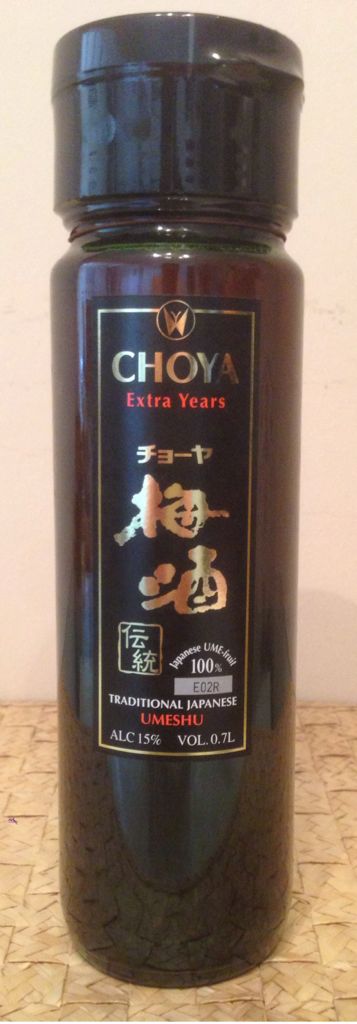 CHOYA
Extra Years
チョーヤ
梅酒
伝統
Japanese UME-fruit
100%
E02R
TRADITIONAL JAPANESE
UMESHU
ALC 15% VOL. 0.7L